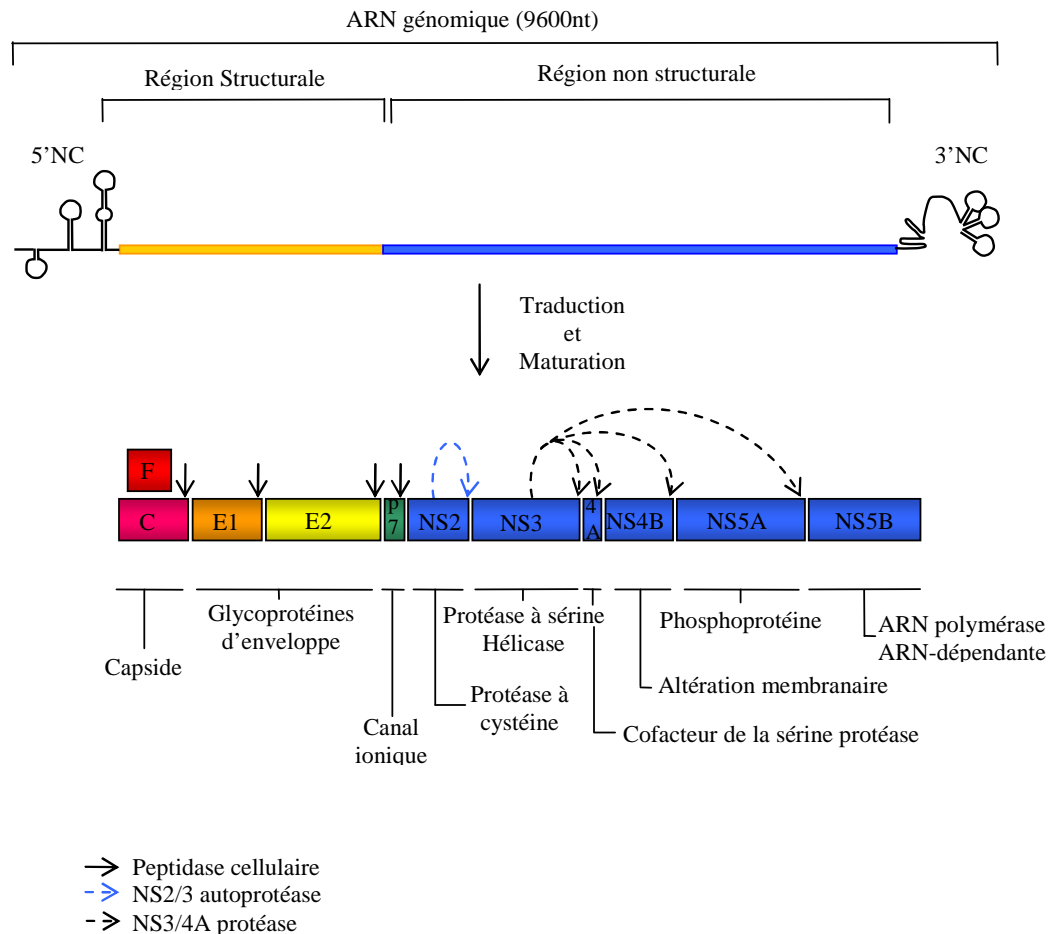 ARN génomique (9600nt)
Région Structurale
Région non structurale
5’NC
3’NC
Traduction
et
Maturation
F
C
E1
E2
p
7
NS2
NS3
4
A
NS4B
NS5A
NS5B
Capside
Glycoprotéines
d’enveloppe
Canal
ionique
Protéase à
cystéine
Protéase à sérine
Hélicase
Cofacteur de la sérine protéase
Altération membranaire
Phosphoprotéine
ARN polymérase
ARN-dépendante
Peptidase cellulaire
NS2/3 autoprotéase
NS3/4A protéase